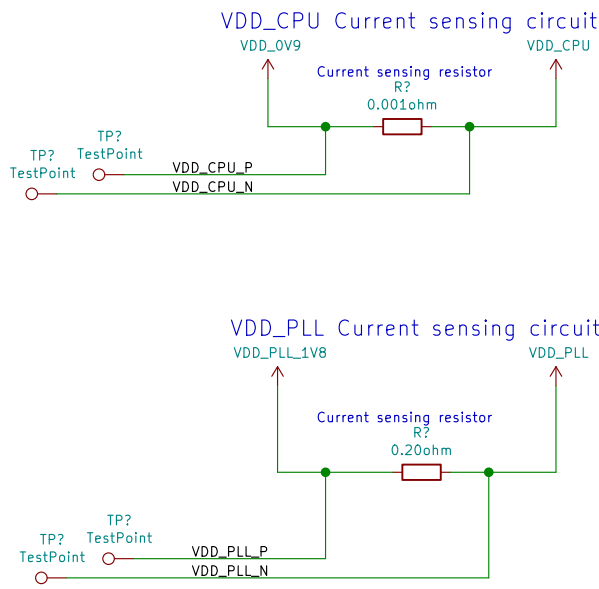 VDD_CPU Current sensing circuit
VDD_0V9
VDD_CPU
Current sensing resistor
R?
0.001ohm
TP?
TestPoint
TP?
TestPoint
VDD_CPU_P
VDD_CPU_N
VDD_PLL Current sensing circuit
VDD_PLL_1V8
VDD_PLL
Current sensing resistor
R?
0.20ohm
TP?
TestPoint
TP?
TestPoint
VDD_PLL_P
VDD_PLL_N